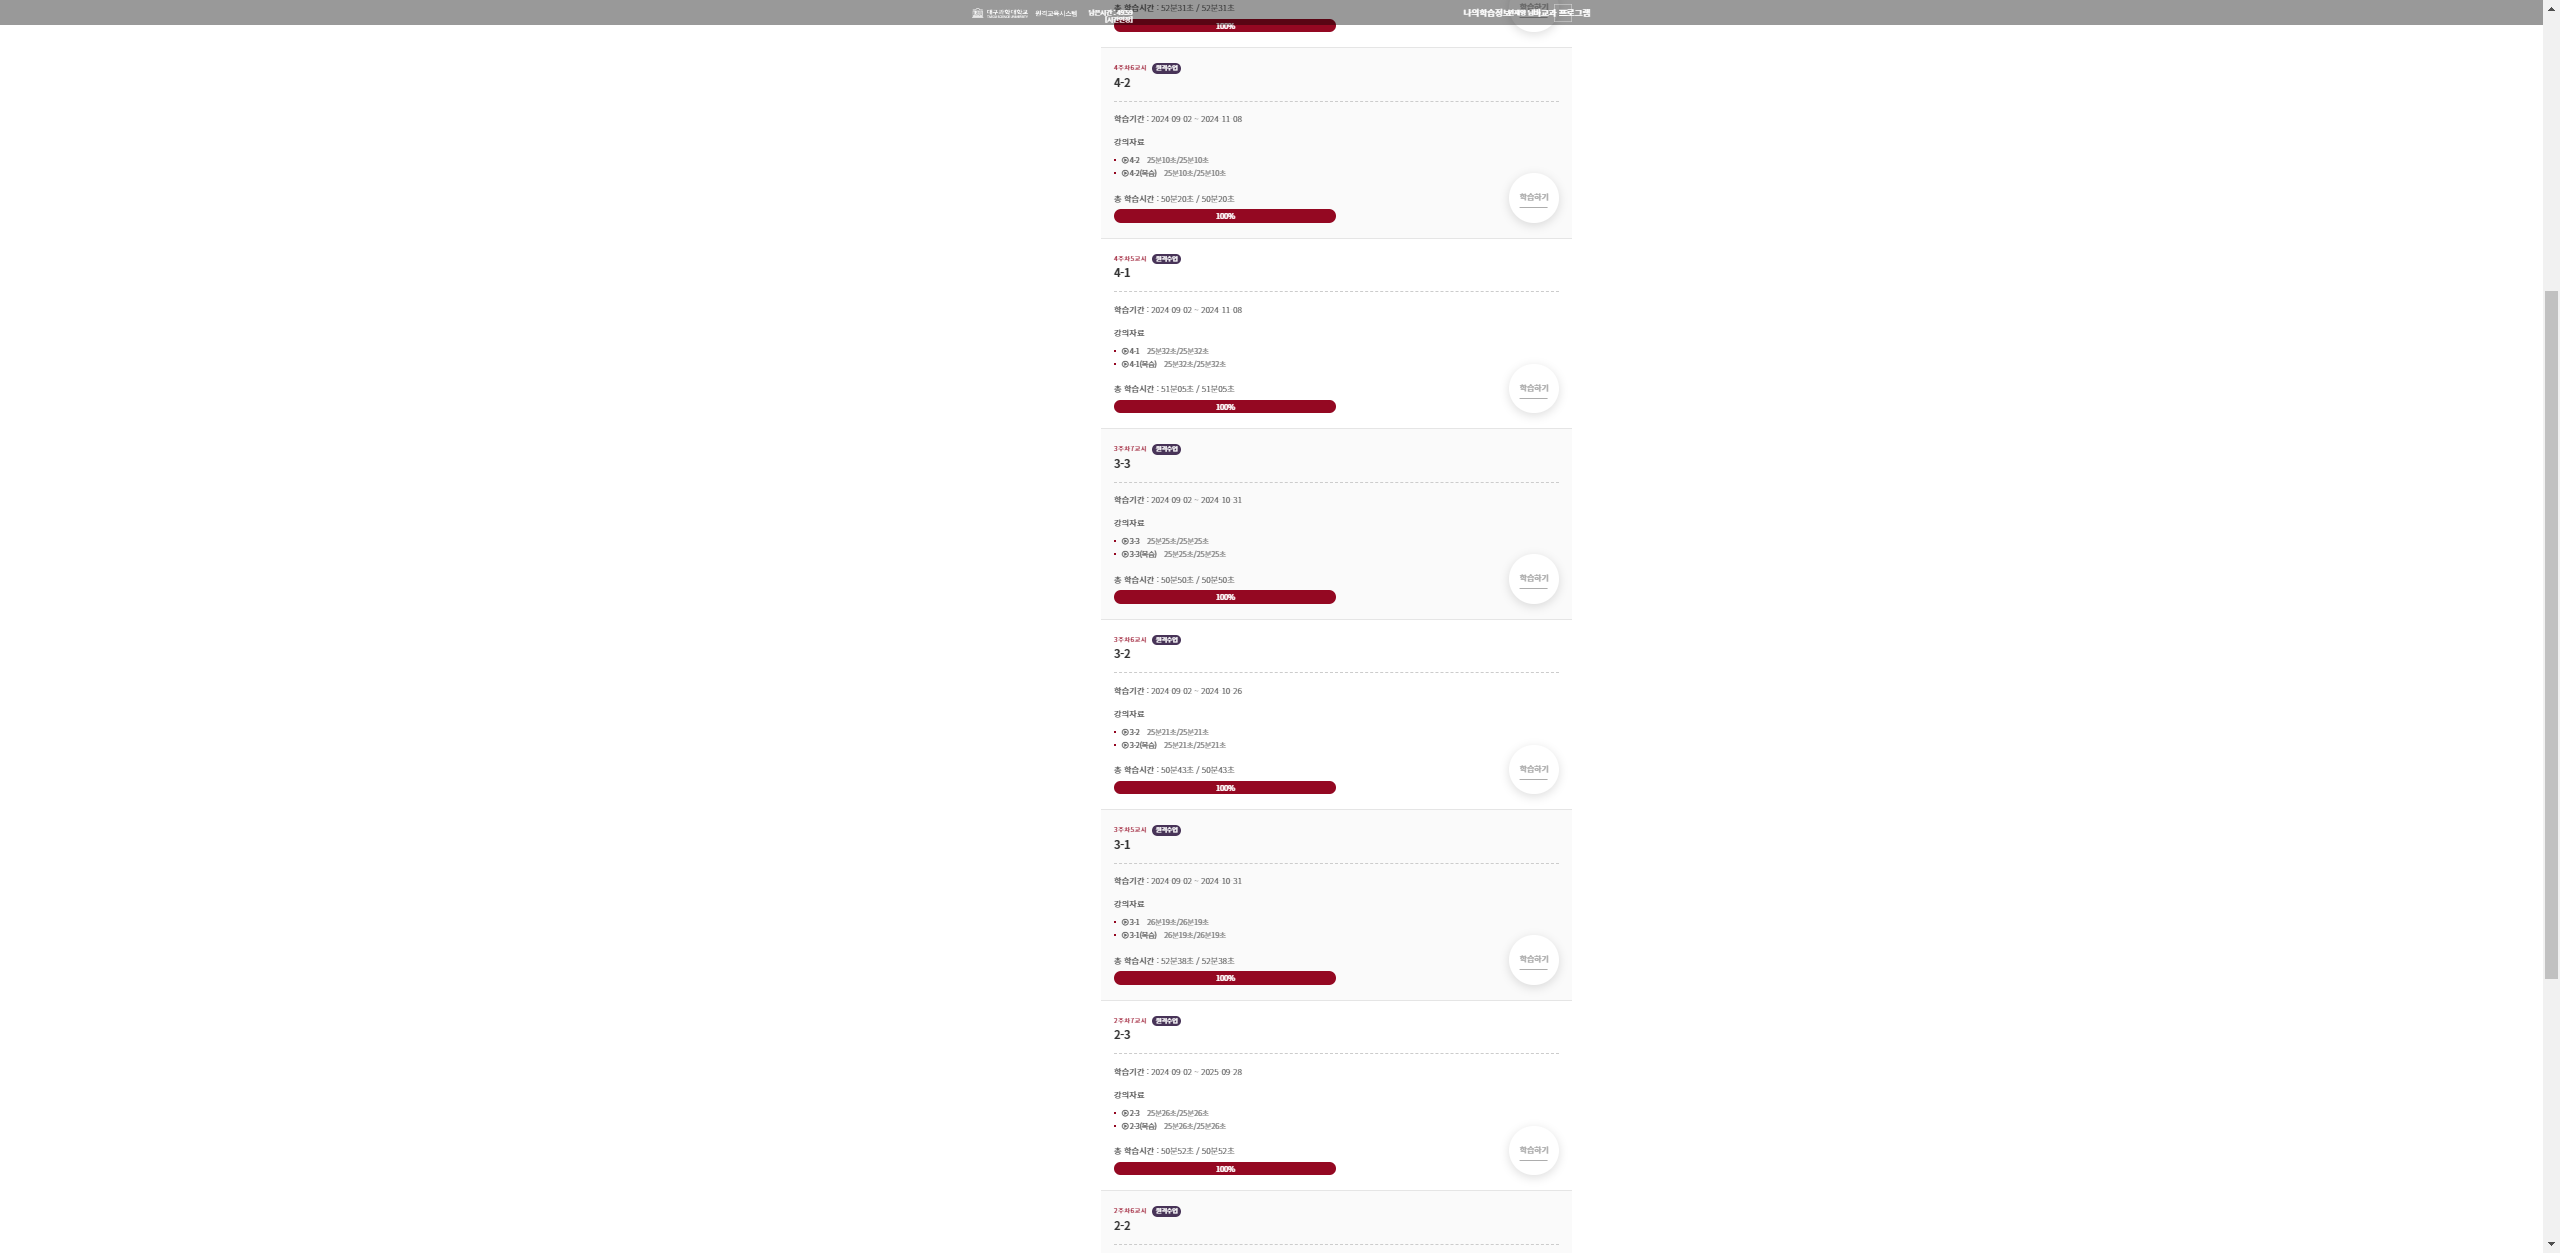 대구과학대학교 원격교육시스템
총 학습시간 : 52분31초 / 52분31초
100%
학습하기
4주차6교시 원격수업
4-2
학습기간 : 2024 09 02 ~ 2024 11 08
강의자료
4-2 25분10초/25분10초
4-2(복습) 25분10초/25분10초
총 학습시간 : 50분20초 / 50분20초
100%
학습하기
4주차5교시 원격수업
4-1
학습기간 : 2024 09 02 ~ 2024 11 08
강의자료
4-1 25분32초/25분32초
4-1(복습) 25분32초/25분32초
총 학습시간 : 51분05초 / 51분05초
100%
학습하기
3주차7교시 원격수업
3-3
학습기간 : 2024 09 02 ~ 2024 10 31
강의자료
3-3 25분25초/25분25초
3-3(복습) 25분25초/25분25초
총 학습시간 : 50분50초 / 50분50초
100%
학습하기
3주차6교시 원격수업
3-2
학습기간 : 2024 09 02 ~ 2024 10 26
강의자료
3-2 25분21초/25분21초
3-2(복습) 25분21초/25분21초
총 학습시간 : 50분43초 / 50분43초
100%
학습하기
3주차5교시 원격수업
3-1
학습기간 : 2024 09 02 ~ 2024 10 31
강의자료
3-1 26분19초/26분19초
3-1(복습) 26분19초/26분19초
총 학습시간 : 52분38초 / 52분38초
100%
학습하기
2주차7교시 원격수업
2-3
학습기간 : 2024 09 02 ~ 2025 09 28
강의자료
2-3 25분26초/25분26초
2-3(복습) 25분26초/25분26초
총 학습시간 : 50분52초 / 50분52초
100%
학습하기
2주차6교시 원격수업
2-2